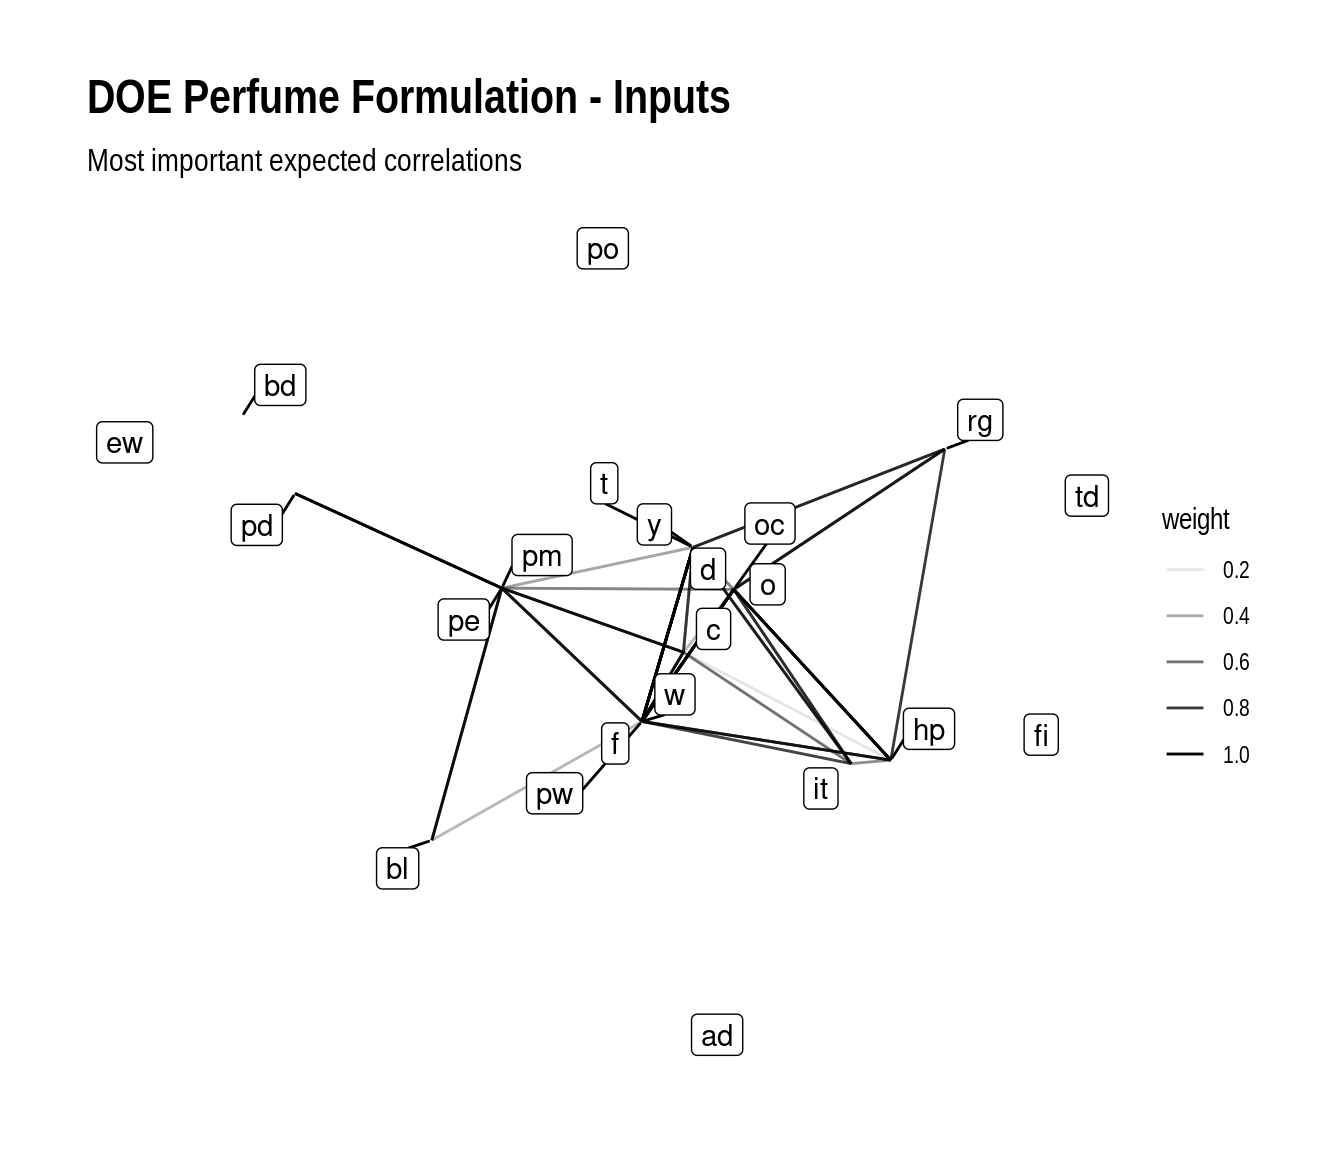 DOE Perfume Formulation - Inputs
Most important expected correlations
po
bd
rg
ew
t
td
pd
y
oc
weight
pm
d
o
0.2
pe
c
0.4
0.6
w
0.8
f
hp
fi
1.0
pw
it
bl
ad